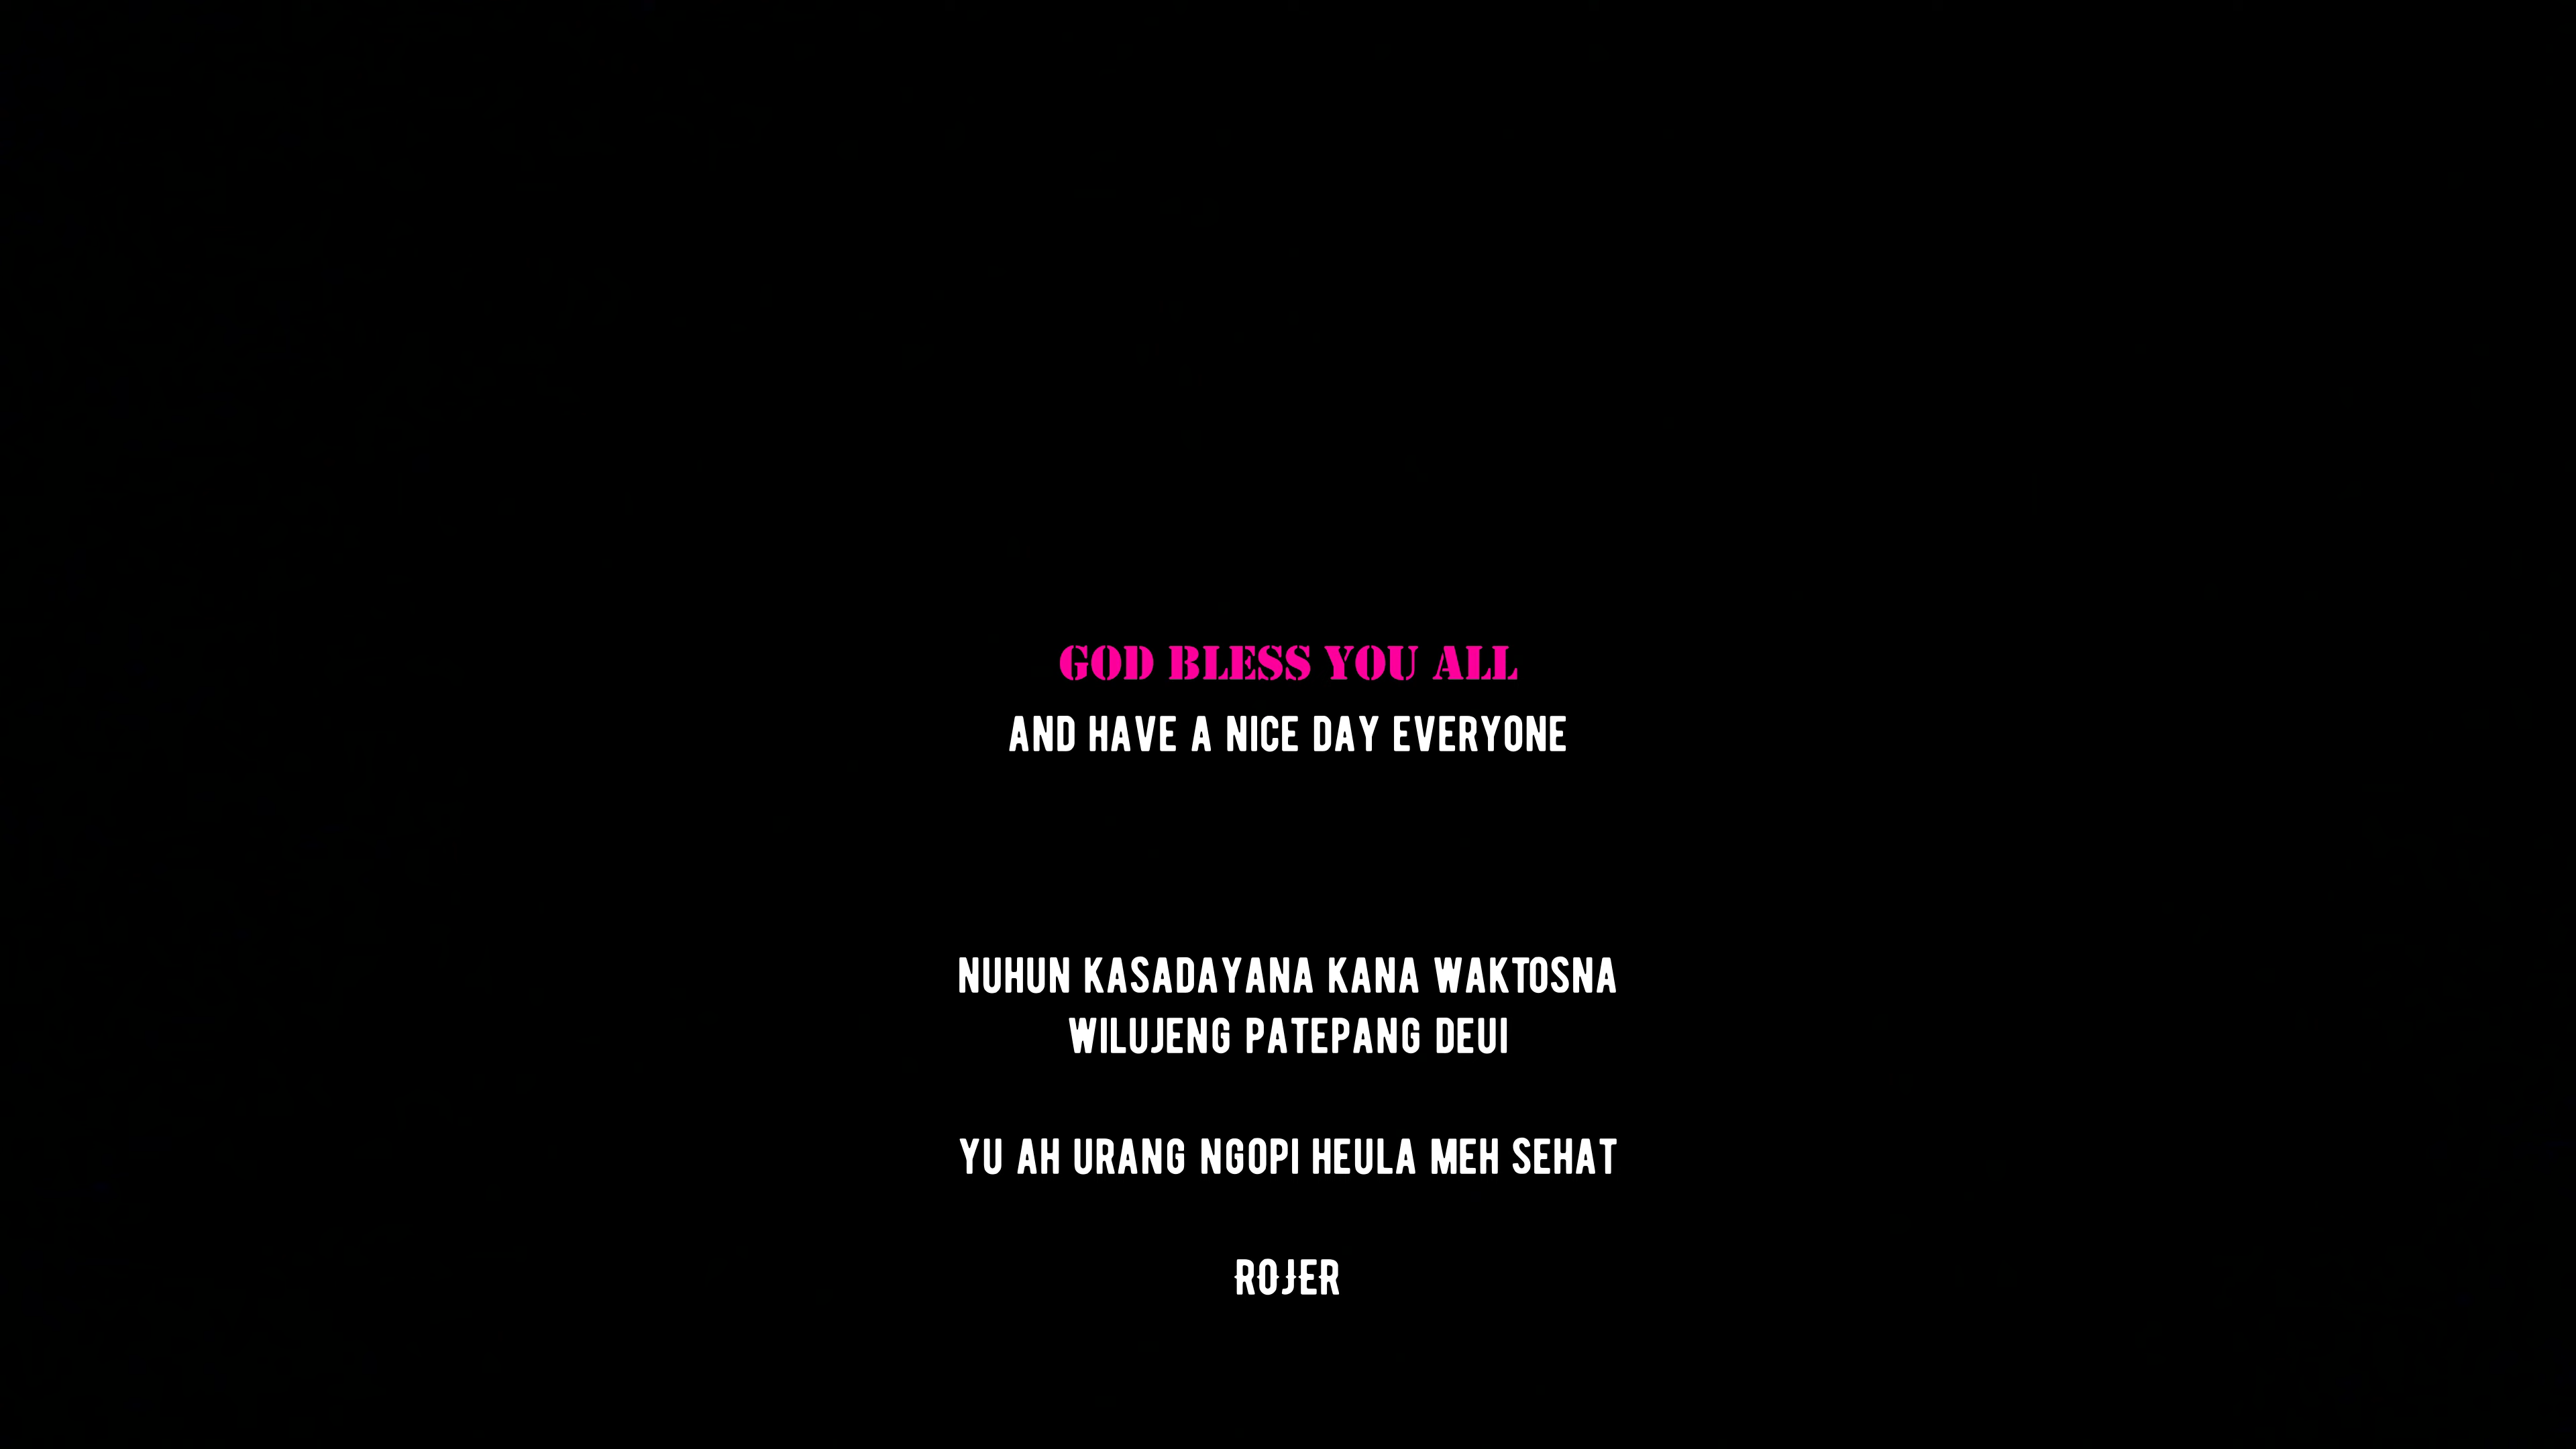 GOD BLESS YOU ALL
AND HAVE A NICE DAY EVERYONE
NUHUN KASADAYANA KANA WAKTOSNA
WILUJENG PATEPANG DEUI
YU AH URANG NGOPI HEULA MEH SEHAT
ROJER